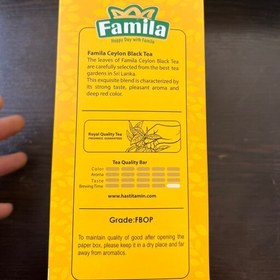 Famila
Happy Day with Famila
Famila Ceylon Black Tea
The leaves of Famila Ceylon Black Tea
are carefully selected from the best tea
gardens in Sri Lanka.
This exquisite blend is characterized by
its strong taste, pleasant aroma and
deep red color.
Royal Quality Tea
Tea Quality Bar
Color
Aroma
Taste
Steeping Time
www.hastitamin.com
Grade:FBOP
To maintain quality of good after opening the
paper box, please keep it in a dry place and far
away from aromatics.